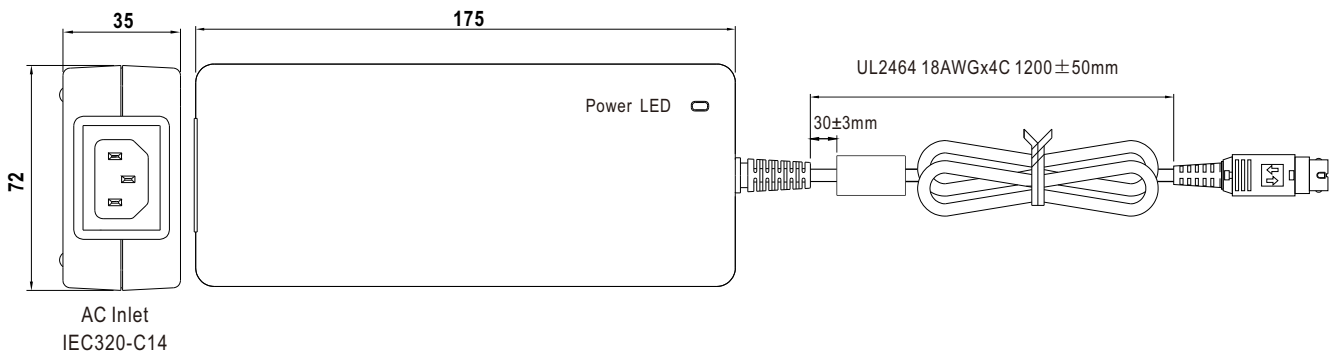 35
175
UL2464 18AWGx4C 1200±50mm
Power LED
30±3mm
72
AC Inlet
IEC320-C14